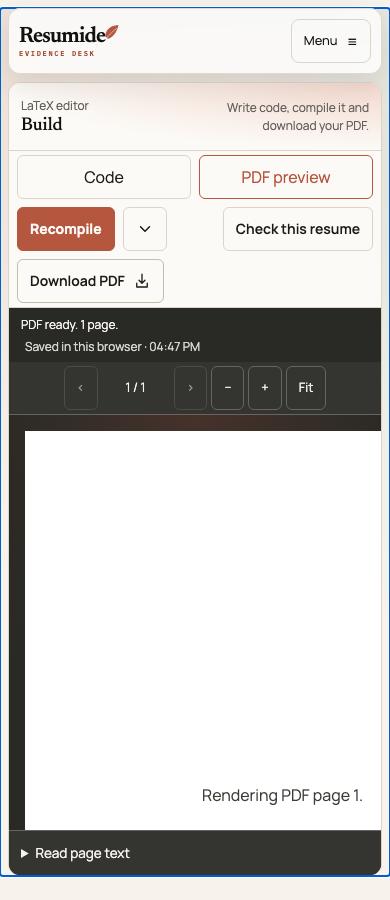 Resumide
EVIDENCE DESK
Menu
LaTeX editor
Build
Write code, compile it and
download your PDF.
Code
PDF preview
Recompile
Check this resume
Download PDF
PDF ready. 1 page.
Saved in this browser · 04:47 PM
‹
1 / 1
›
−
+
Fit
Rendering PDF page 1.
Read page text